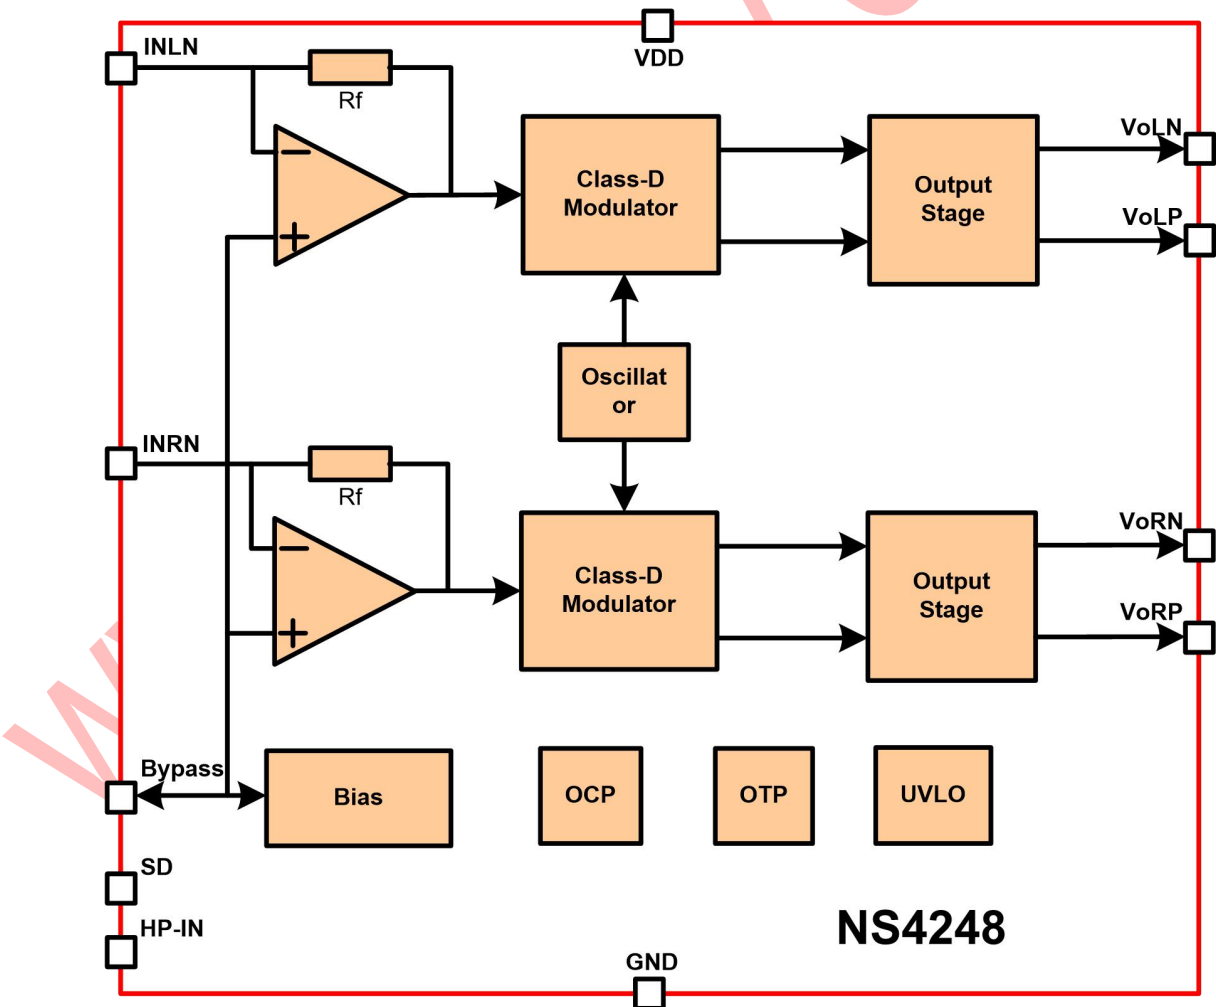 INLN
VDD
Rf
VoLN
Class-D
Modulator
Output
Stage
VoLP
Oscillat
or
INRN
Rf
VoRN
Class-D
Modulator
Output
Stage
VoRP
Bypass
Bias
OCP
OTP
UVLO
SD
HP-IN
NS4248
GND